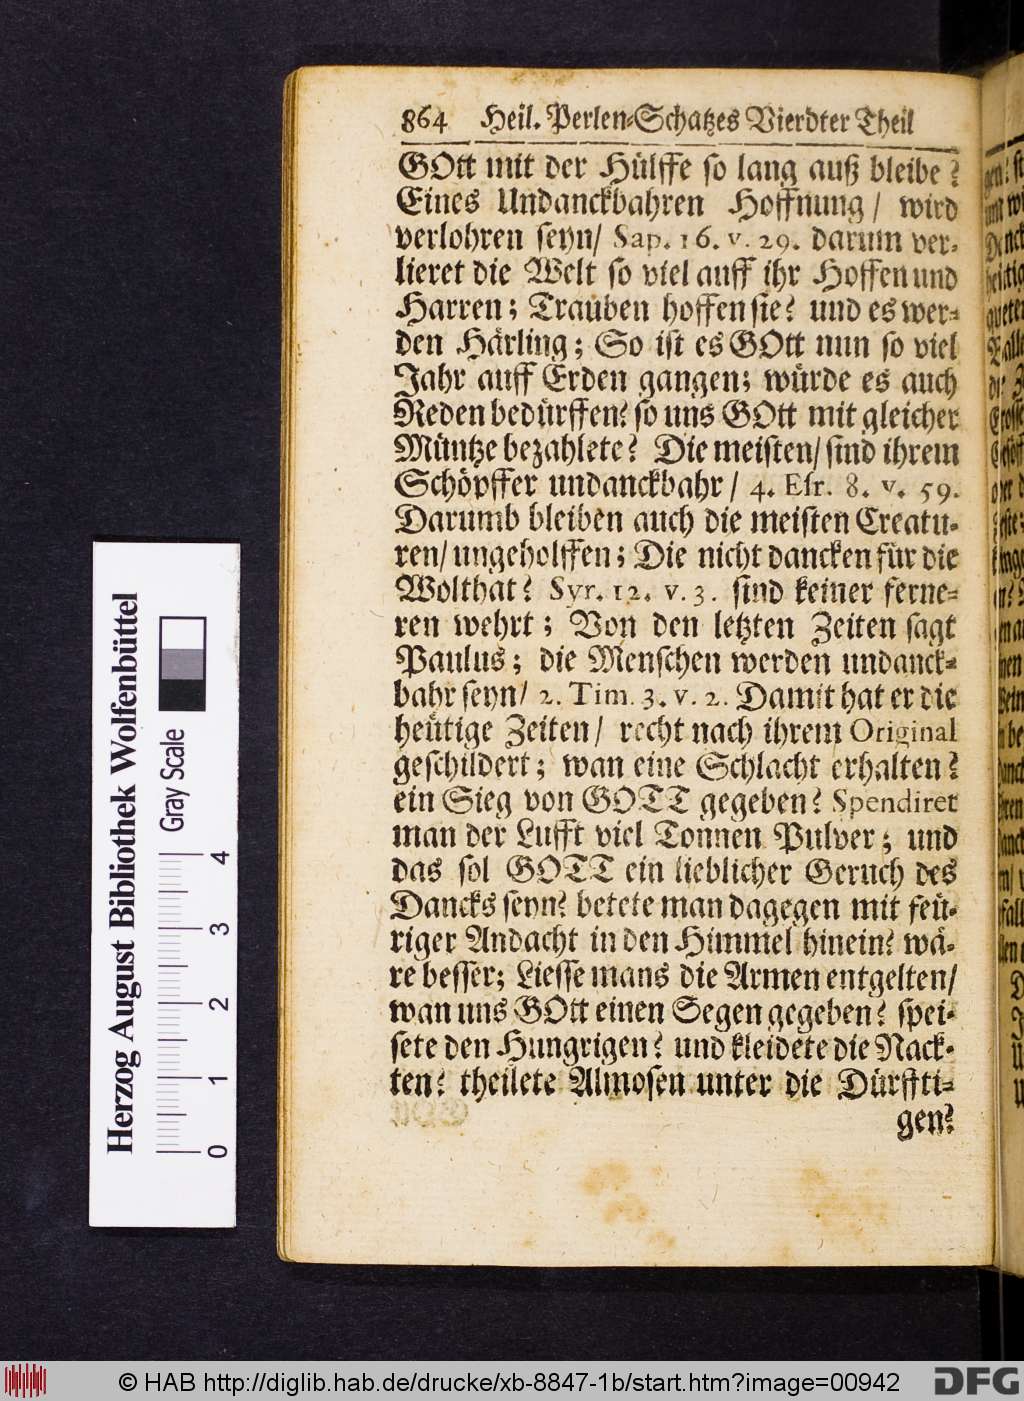 864 Heil. Perlen-Schatzes Vierdter Theil
GOtt mit der Hülffe so lang auß bleibe?
Eines Undanckbahren Hoffnung / wird
verlohren seyn/ Sap. 16. v. 29. darum ver-
lieret die Welt so viel auff ihr Hoffen und
Harren; Trauben hoffen sie? und es wer-
den Härling; So ist es GOtt nun so viel
Jahr auff Erden gangen; würde es auch
Reden bedürffen? so uns GOtt mit gleicher
Müntze bezahlete? Die meisten/ sind ihrem
Schöpffer undanckbahr / 4. Esr. 8. v. 59.
Darumb bleiben auch die meisten Creatu-
ren/ ungeholffen; Die nicht dancken für die
Wolthat? Syr. 12. v. 3. sind keiner ferne-
ren wehrt; Von den letzten Zeiten sagt
Paulus; die Menschen werden undanck-
bahr seyn/ 2. Tim. 3. v. 2. Damit hat er die
heütige Zeiten/ recht nach ihrem Original
geschildert; wan eine Schlacht erhalten?
ein Sieg von GOTT gegeben? Spendiret
man der Lufft viel Tonnen Pulver; und
das sol GOTT ein lieblicher Geruch des
Dancks seyn? betete man dagegen mit feü-
riger Andacht in den Himmel hinein? wä-
re besser; Liesse mans die Armen entgelten/
wan uns GOtt einen Segen gegeben? spei-
sete den Hungrigen? und kleidete die Nack-
ten? theilete Almosen unter die Dürffti-
gen?
Herzog August Bibliothek Wolfenbüttel
Gray Scale
0 1 2 3 4
© HAB http://diglib.hab.de/drucke/xb-8847-1b/start.htm?image=00942
DFG